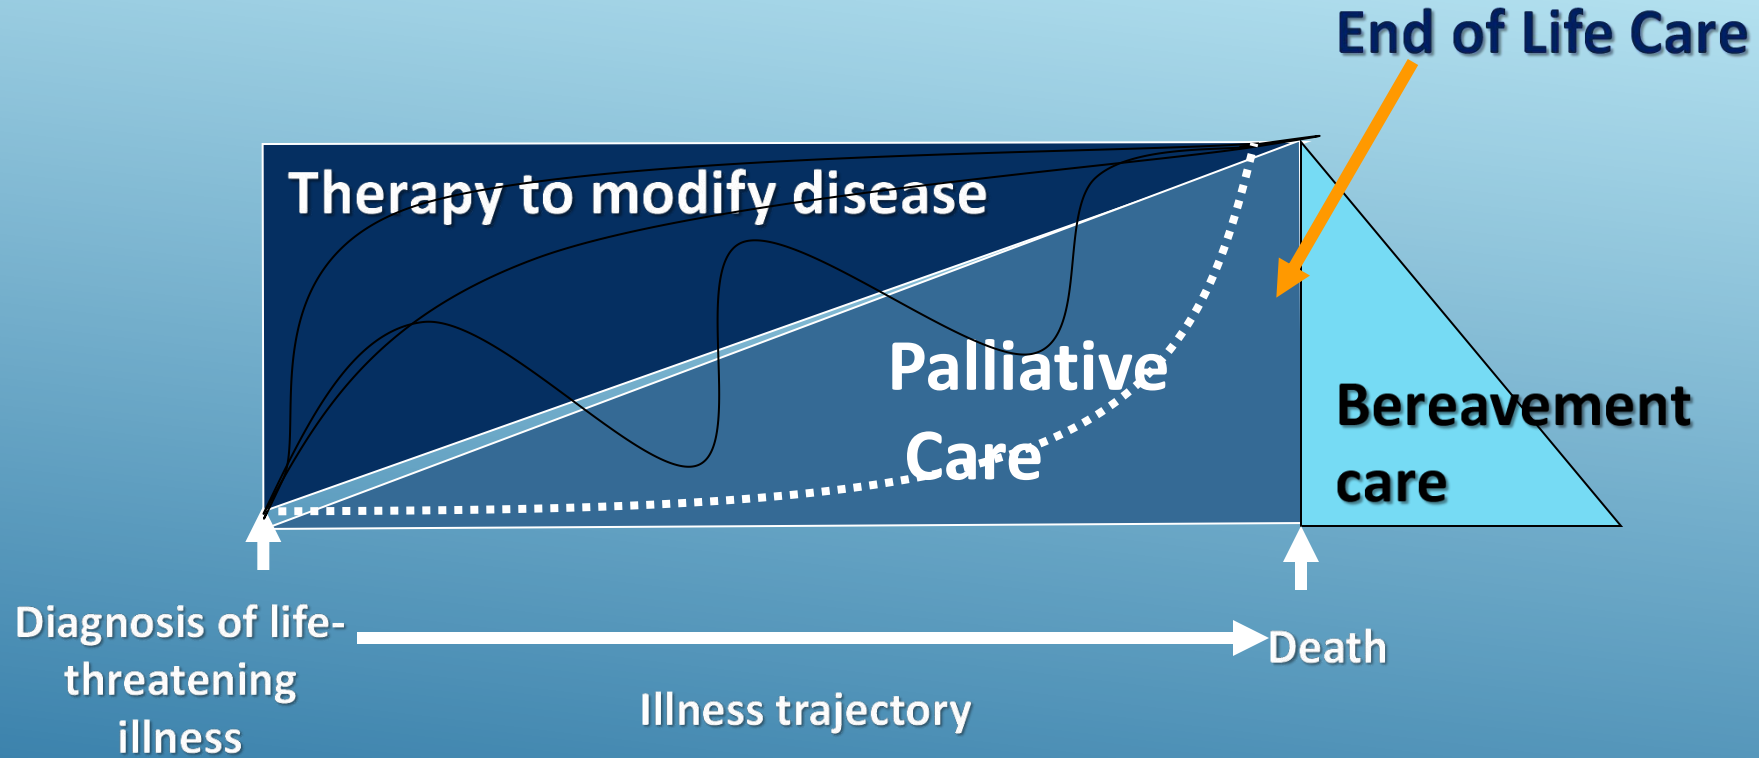 End of Life Care
Therapy to modify disease
Palliative
Care
Bereavement
care
Diagnosis of life-
threatening
illness
Death
Illness trajectory